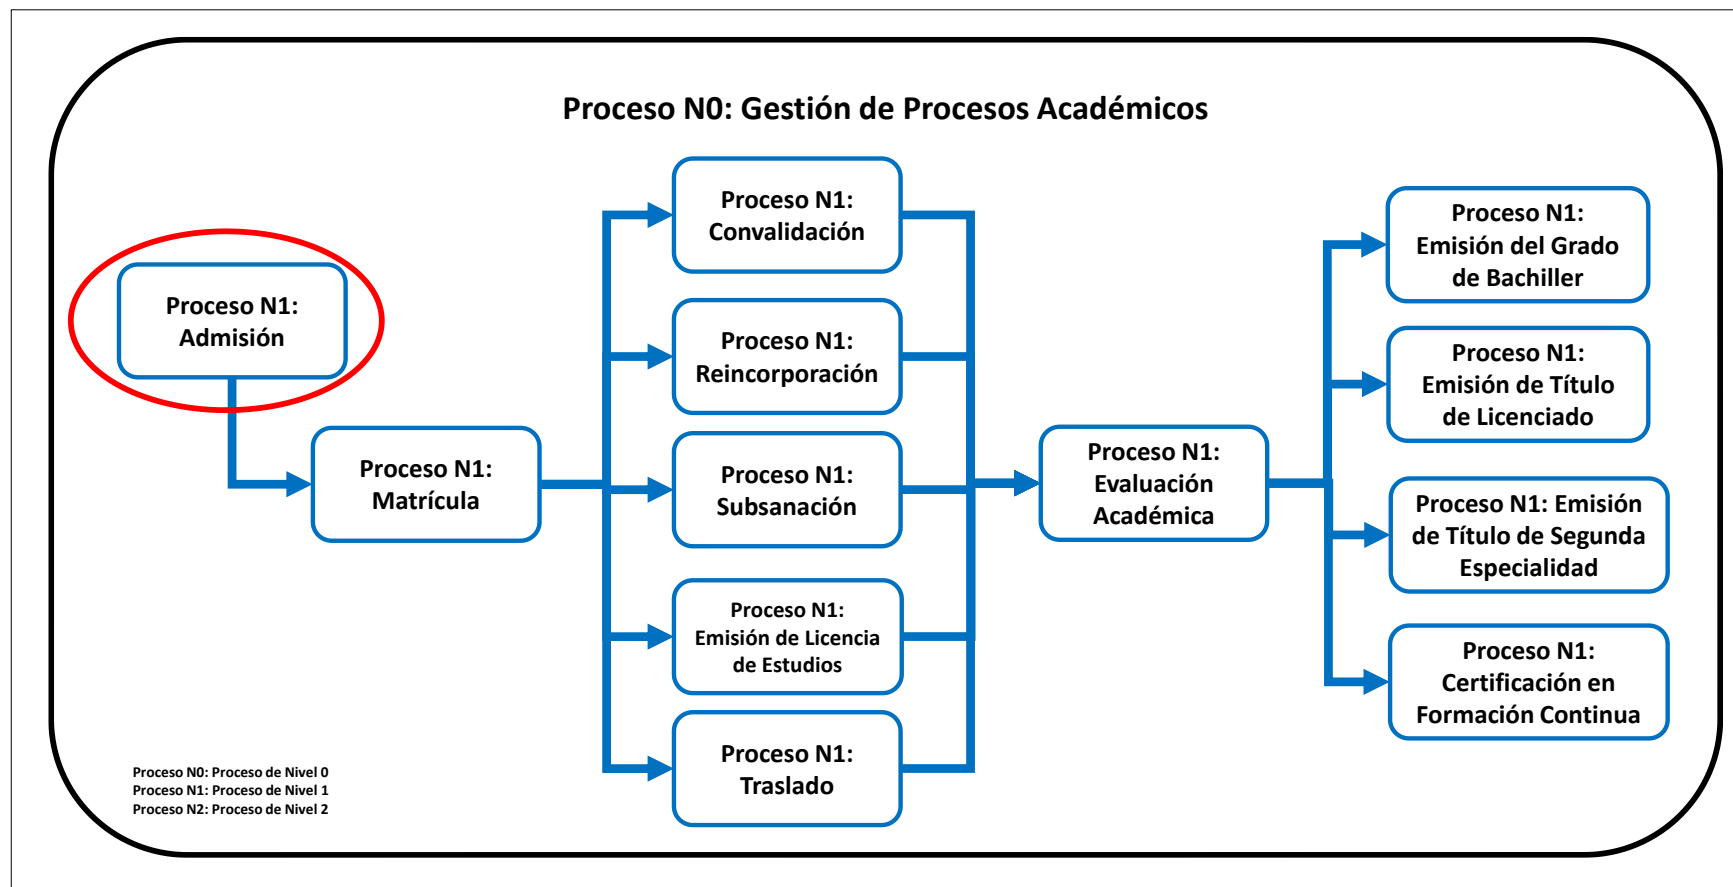 Proceso N0: Gestión de Procesos Académicos
Proceso N1:
Admisión
Proceso N1:
Matrícula
Proceso N1:
Convalidación
Proceso N1:
Reincorporación
Proceso N1:
Subsanación
Proceso N1:
Emisión de Licencia
de Estudios
Proceso N1:
Traslado
Proceso N1:
Evaluación
Académica
Proceso N1:
Emisión del Grado
de Bachiller
Proceso N1:
Emisión de Título
de Licenciado
Proceso N1: Emisión
de Título de Segunda
Especialidad
Proceso N1:
Certificación en
Formación Continua
Proceso N0: Proceso de Nivel 0
Proceso N1: Proceso de Nivel 1
Proceso N2: Proceso de Nivel 2